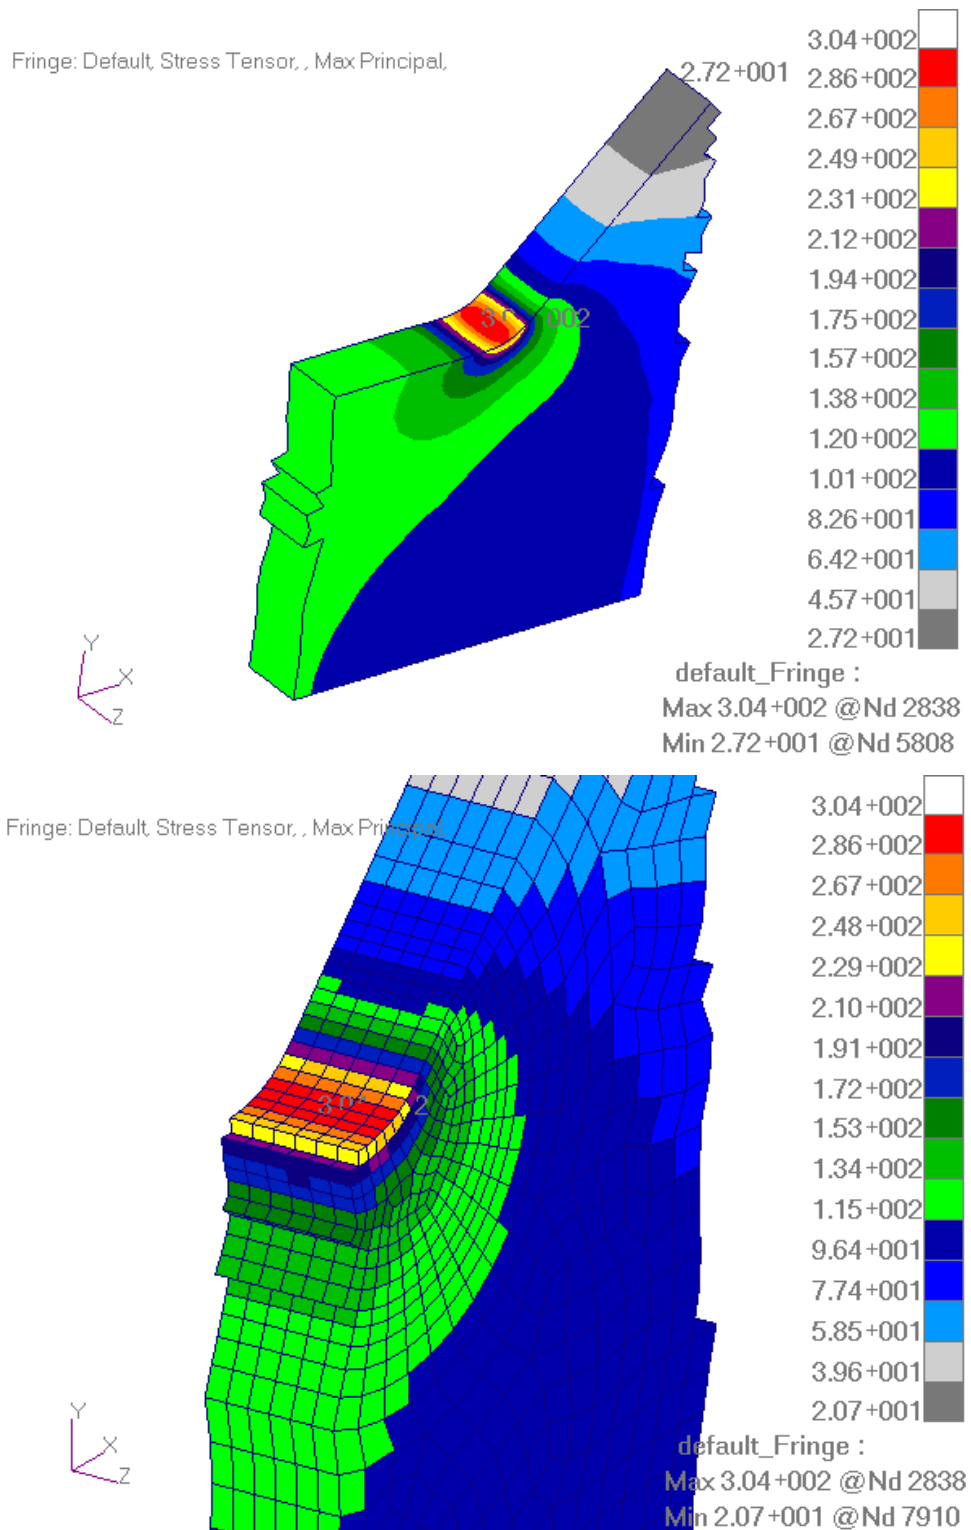 Fringe: Default, Stress Tensor, , Max Principal,
2.72+001
3.04+002
2.86+002
2.67+002
2.49+002
2.31+002
2.12+002
1.94+002
1.75+002
1.57+002
1.38+002
1.20+002
1.01+002
8.26+001
6.42+001
4.57+001
2.72+001
Y
X
Z
default_Fringe :
Max 3.04+002 @Nd 2838
Min 2.72+001 @Nd 5808
Fringe: Default, Stress Tensor, , Max Principal,
3.04+002
2.86+002
2.67+002
2.48+002
2.29+002
2.10+002
1.91+002
1.72+002
1.53+002
1.34+002
1.15+002
9.64+001
7.74+001
5.85+001
3.96+001
2.07+001
Y
X
Z
default_Fringe :
Max 3.04+002 @Nd 2838
Min 2.07+001 @Nd 7910